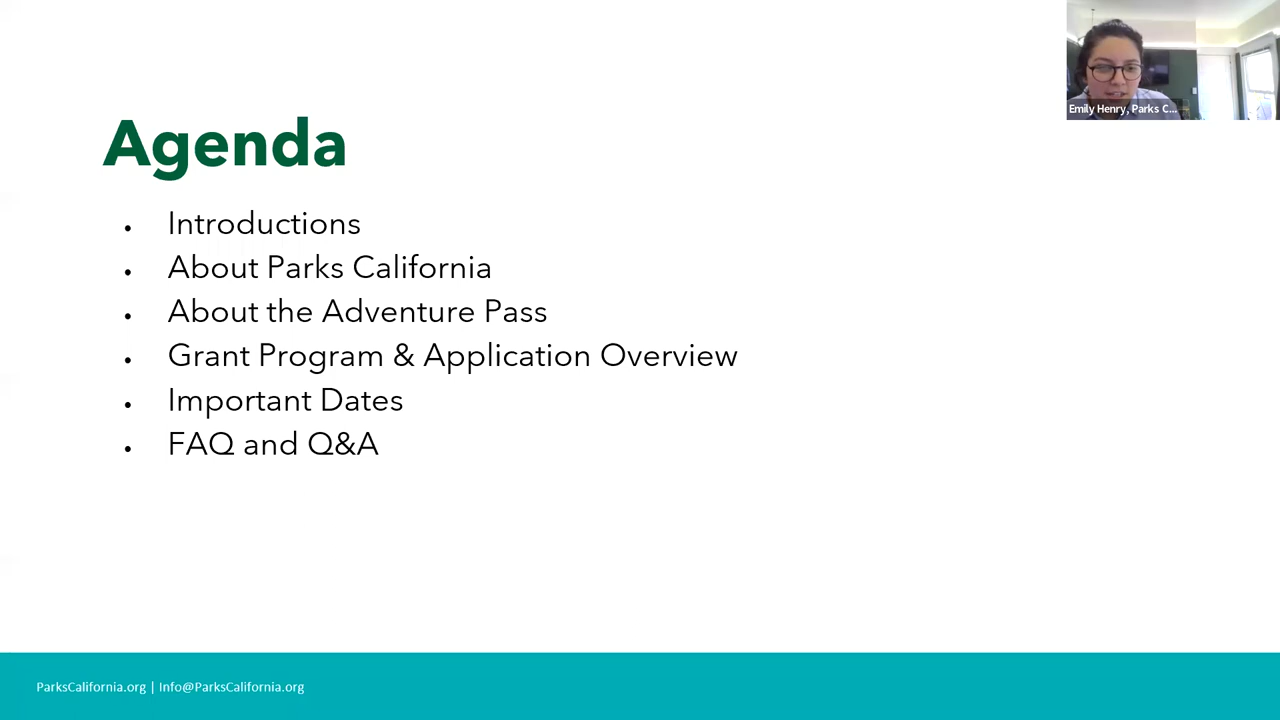 Emily Henry, Parks C...
Agenda
• Introductions
• About Parks California
• About the Adventure Pass
• Grant Program & Application Overview
• Important Dates
• FAQ and Q&A
ParksCalifornia.org | Info@ParksCalifornia.org